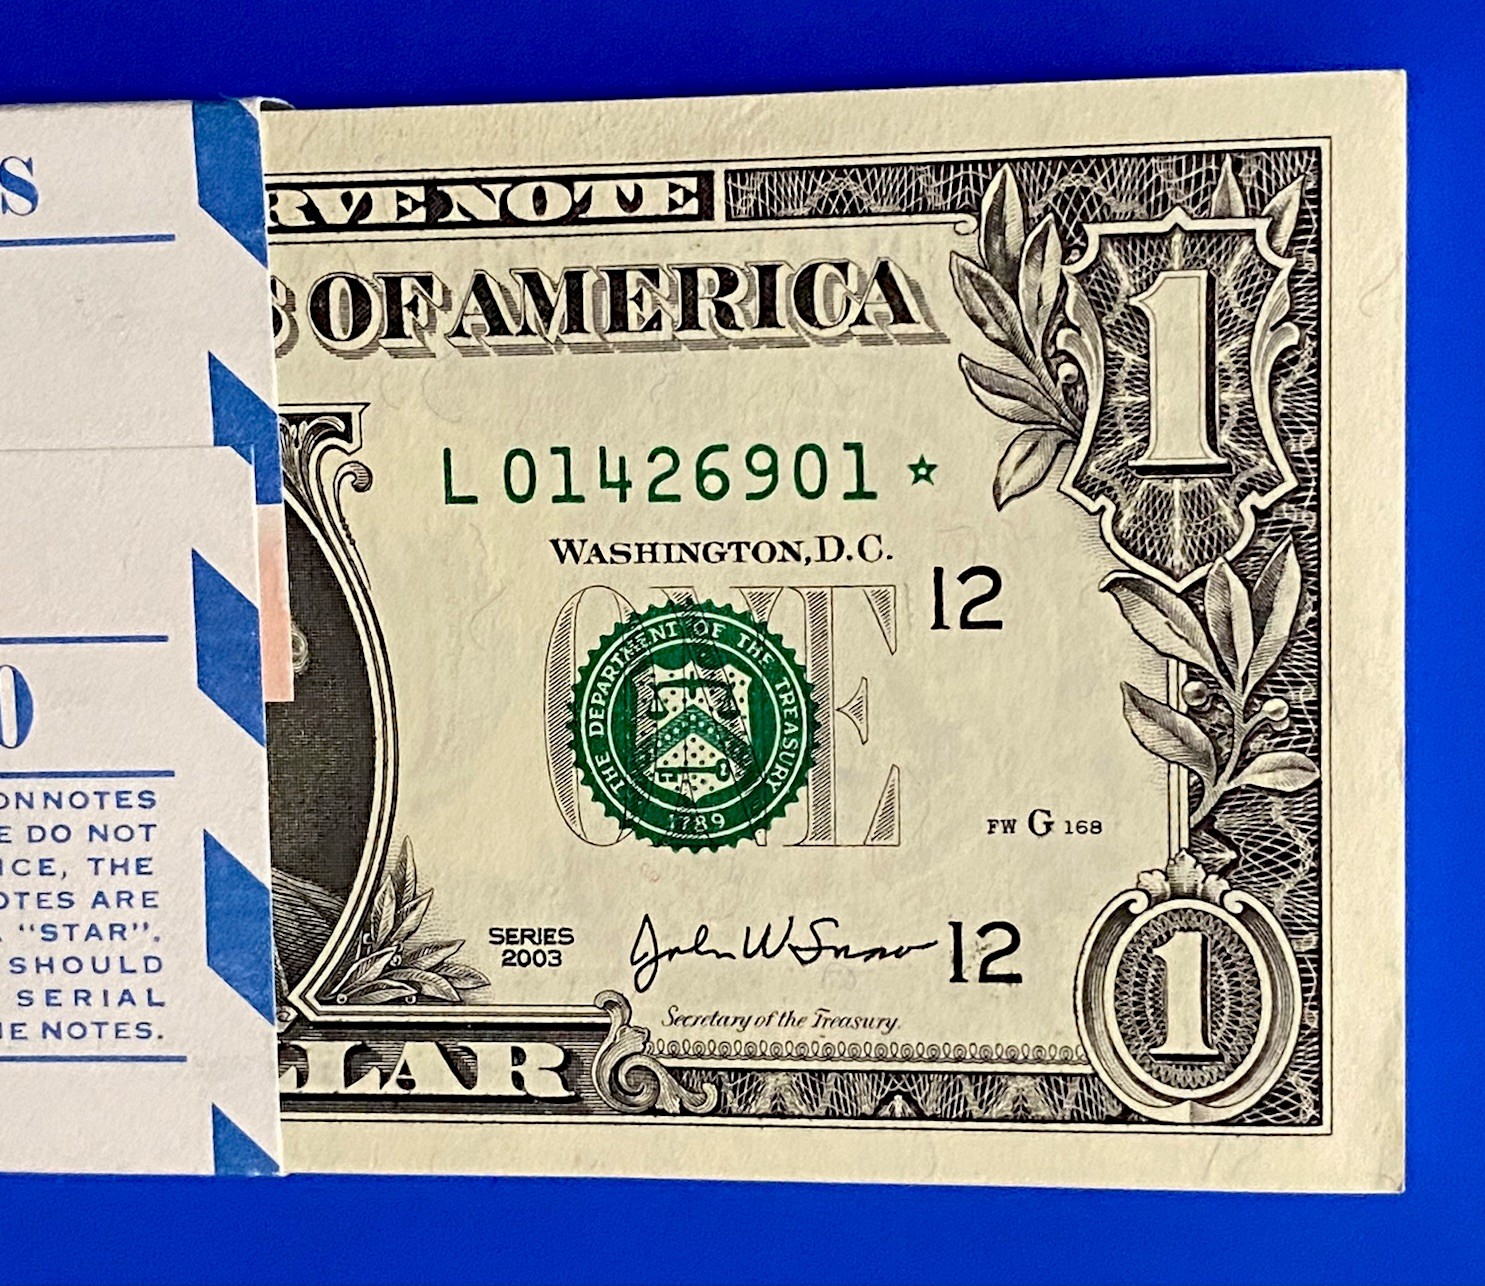 S
0
ONNOTES
E DO NOT
ICE, THE
OTES ARE
"STAR".
SHOULD
SERIAL
NOTES.
RVE NOTE
S OF AMERICA
1
L 01426901 ★
WASHINGTON, D.C.
12
ONE
THE DEPARTMENT OF THE TREASURY
1789
FW G 168
SERIES
2003
John W Snow
12
Secretary of the Treasury.
LLAR
1